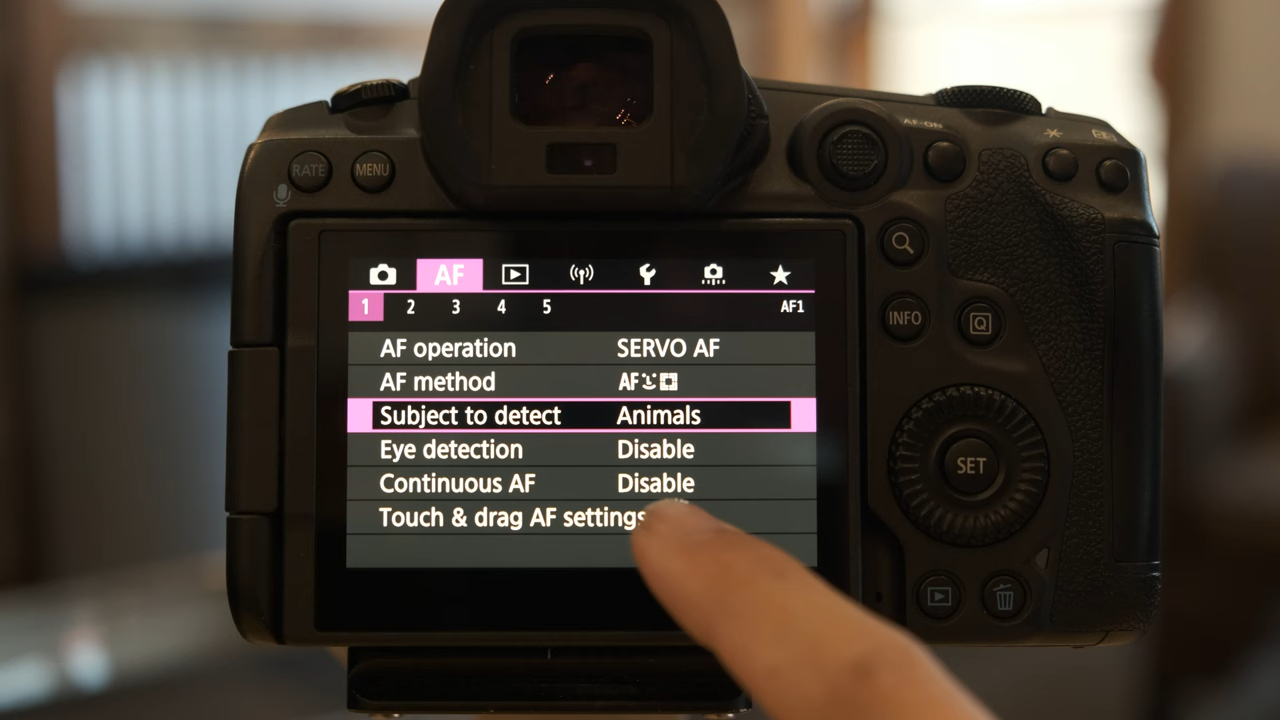 AF-ON
RATE MENU
AF
1 2 3 4 5 AF1
AF operation SERVO AF
AF method AF
Subject to detect Animals
Eye detection Disable
Continuous AF Disable
Touch & drag AF settings
INFO
Q
SET